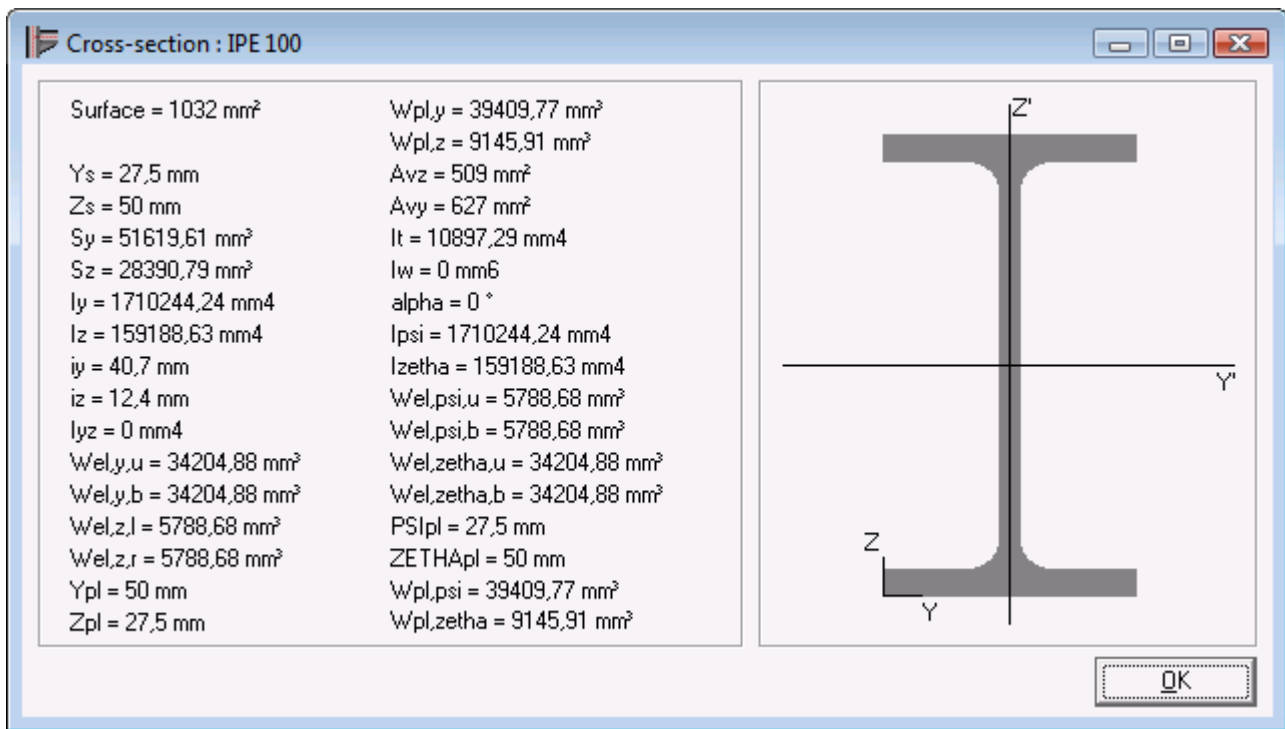 Cross-section : IPE 100
Surface = 1032 mm²
Ys = 27,5 mm
Zs = 50 mm
Sy = 51619,61 mm³
Sz = 28390,79 mm³
Iy = 1710244,24 mm4
Iz = 159188,63 mm4
iy = 40,7 mm
iz = 12,4 mm
Iyz = 0 mm4
Wel,y,u = 34204,88 mm³
Wel,y,b = 34204,88 mm³
Wel,z,l = 5788,68 mm³
Wel,z,r = 5788,68 mm³
Ypl = 50 mm
Zpl = 27,5 mm
Wpl,y = 39409,77 mm³
Wpl,z = 9145,91 mm³
Avz = 509 mm²
Avy = 627 mm²
It = 10897,29 mm4
Iw = 0 mm6
alpha = 0 °
Ipsi = 1710244,24 mm4
Izetha = 159188,63 mm4
Wel,psi,u = 5788,68 mm³
Wel,psi,b = 5788,68 mm³
Wel,zetha,u = 34204,88 mm³
Wel,zetha,b = 34204,88 mm³
PSIpl = 27,5 mm
ZETHApl = 50 mm
Wpl,psi = 39409,77 mm³
Wpl,zetha = 9145,91 mm³
Z'
Y'
Z
Y
OK